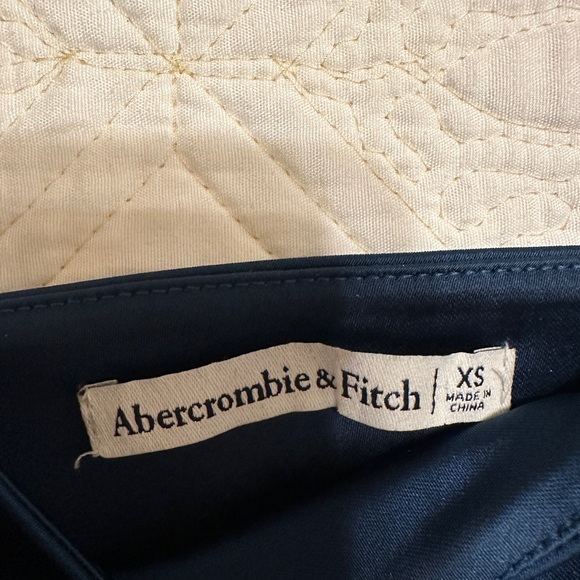 Abercrombie & Fitch
XS
MADE IN
CHINA